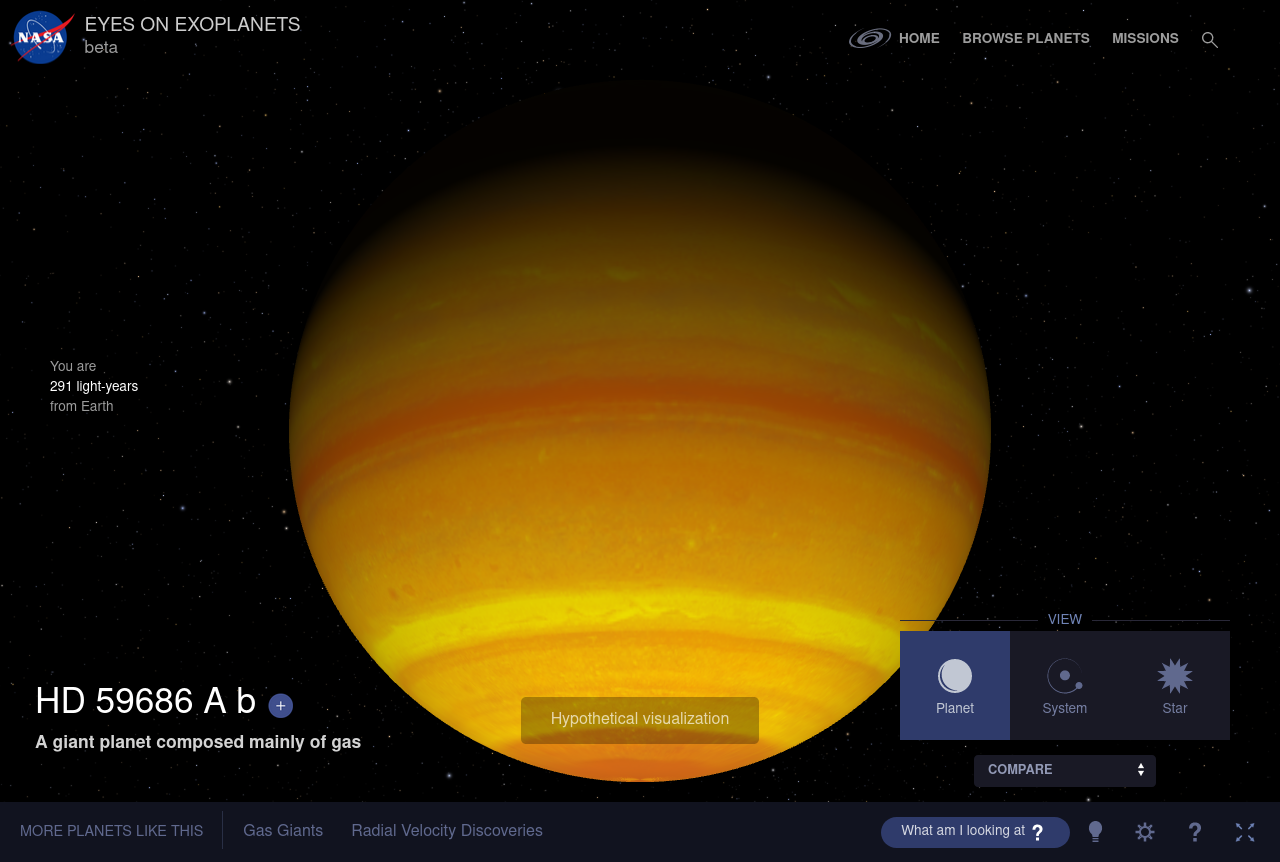 NASA
EYES ON EXOPLANETS
beta
HOME
BROWSE PLANETS
MISSIONS
You are
291 light-years
from Earth
VIEW
Planet
System
Star
HD 59686 A b +
A giant planet composed mainly of gas
Hypothetical visualization
COMPARE
MORE PLANETS LIKE THIS
Gas Giants
Radial Velocity Discoveries
What am I looking at ?
?